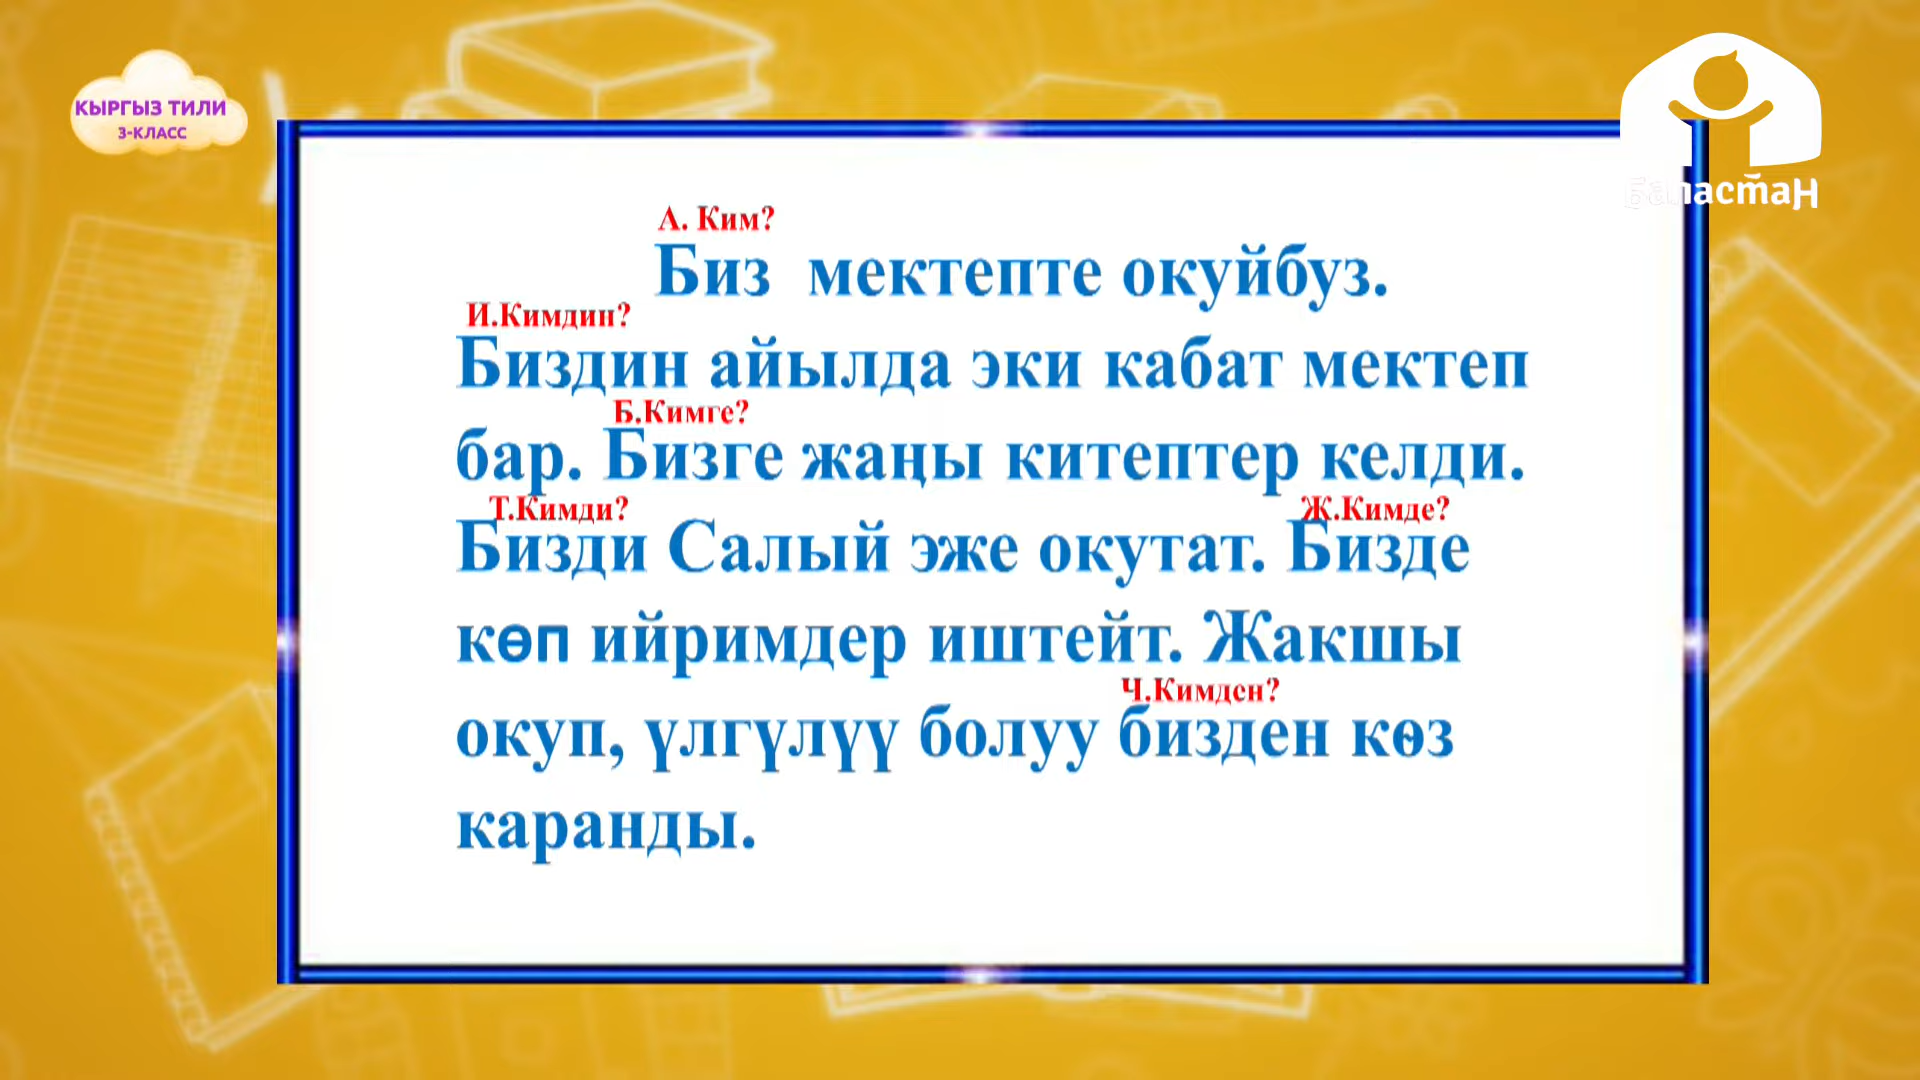 КЫРГЫЗ ТИЛИ
3-КЛАСС
баластан
А. Ким?
Биз мектепте окуйбуз.
И.Кимдин?
Биздин айылда эки кабат мектеп
Б.Кимге?
бар. Бизге жаңы китептер келди.
Т.Кимди? Ж.Кимде?
Бизди Салый эже окутат. Бизде
көп ийримдер иштейт. Жакшы
Ч.Кимден?
окуп, үлгүлүү болуу бизден көз
каранды.